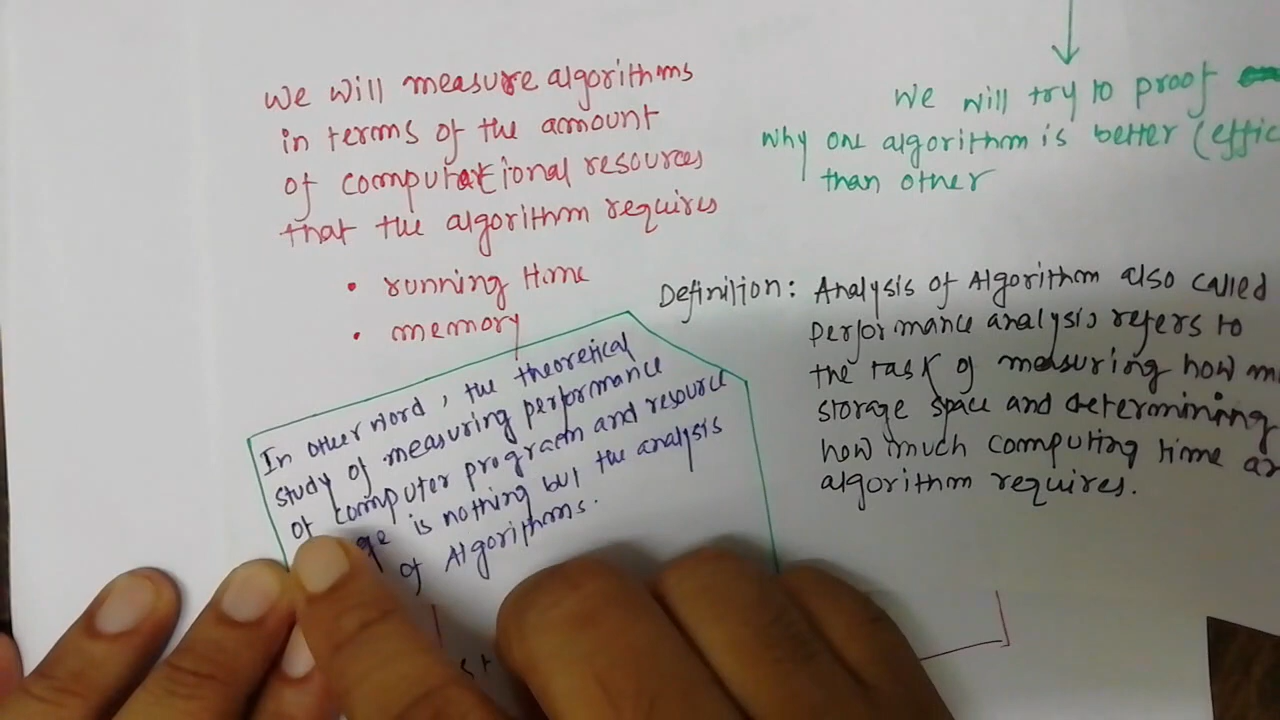 We will measure algorithms
in terms of the amount
of computational resources
that the algorithm requires
• running time
• memory
We will try to proof
why one algorithm is better (effic
than other
Definition: Analysis of Algorithm also called
performance analysis refers to
the task of measuring how m
storage space and determining
how much computing time an
algorithm requires.
In other word, the theoretical
study of measuring performance
of computer program and resource
is nothing but the analysis
of Algorithms.